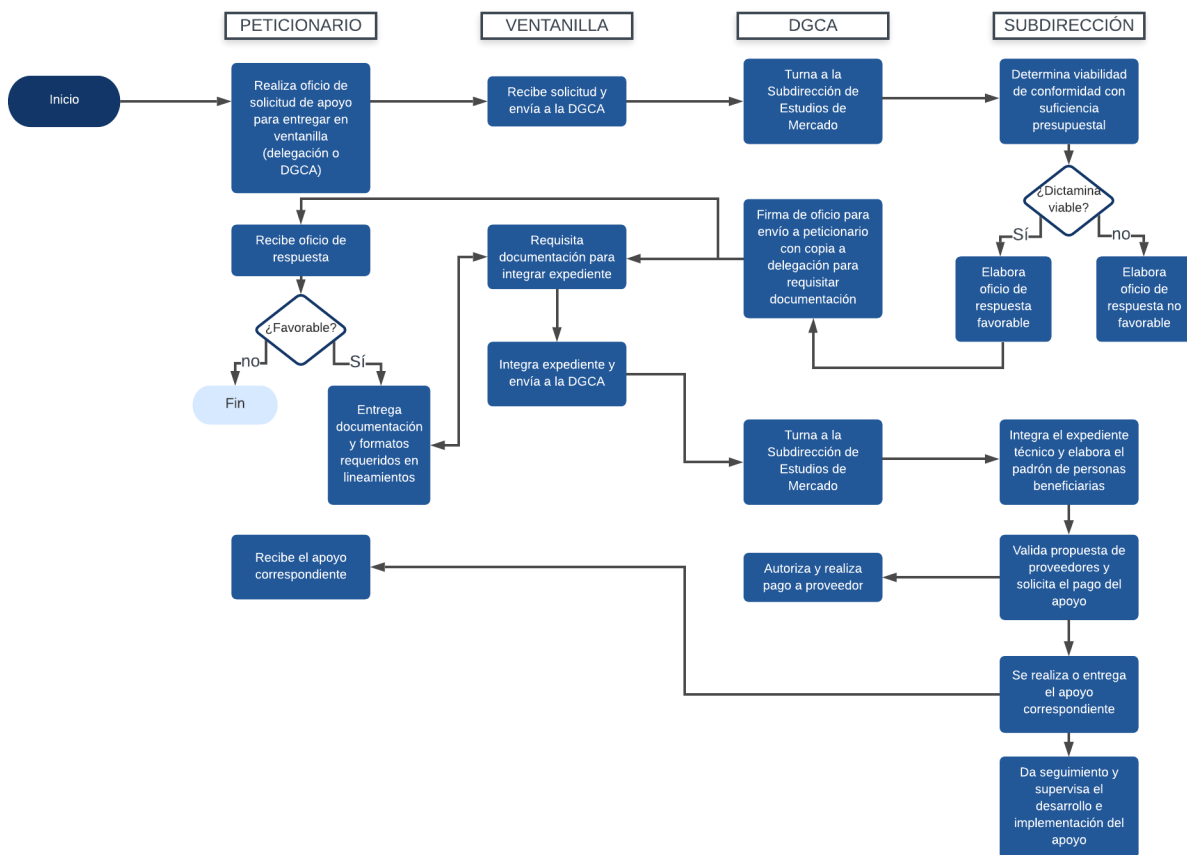 PETICIONARIO
VENTANILLA
DGCA
SUBDIRECCIÓN
Inicio
Realiza oficio de
solicitud de apoyo
para entregar en
ventanilla
(delegación o
DGCA)
Recibe solicitud y
envía a la DGCA
Turna a la
Subdirección de
Estudios de
Mercado
Determina viabilidad
de conformidad con
suficiencia
presupuestal
¿Dictamina
viable?
Sí
no
Elabora
oficio de
respuesta
favorable
Elabora
oficio de
respuesta no
favorable
Firma de oficio para
envío a peticionario
con copia a
delegación para
requisitar
documentación
Requisita
documentación para
integrar expediente
Recibe oficio de
respuesta
¿Favorable?
no
Sí
Fin
Entrega
documentación
y formatos
requeridos en
lineamientos
Integra expediente y
envía a la DGCA
Turna a la
Subdirección de
Estudios de
Mercado
Integra el expediente
técnico y elabora el
padrón de personas
beneficiarias
Valida propuesta de
proveedores y
solicita el pago del
apoyo
Autoriza y realiza
pago a proveedor
Recibe el apoyo
correspondiente
Se realiza o entrega
el apoyo
correspondiente
Da seguimiento y
supervisa el
desarrollo e
implementación del
apoyo